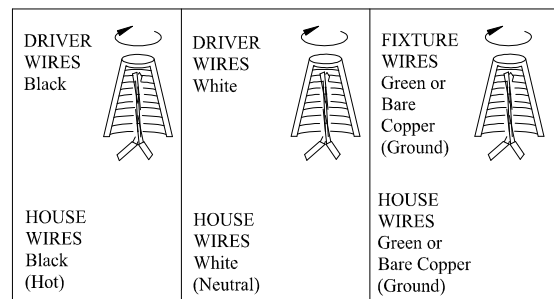 DRIVER
WIRES
Black
HOUSE
WIRES
Black
(Hot)
DRIVER
WIRES
White
HOUSE
WIRES
White
(Neutral)
FIXTURE
WIRES
Green or
Bare
Copper
(Ground)
HOUSE
WIRES
Green or
Bare Copper
(Ground)